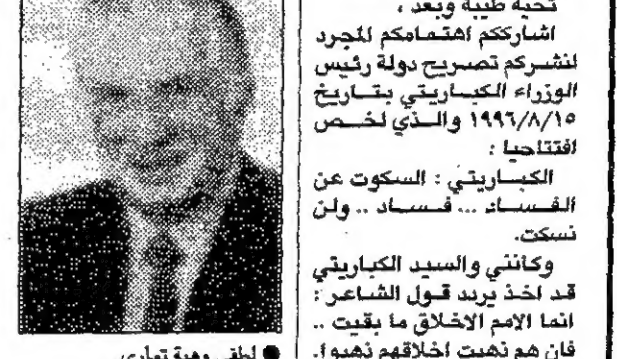 تحية طيبة وبعد ،
اشارككم اهتمامكم المجرد
لنشركم تصريح دولة رئيس
الوزراء الكباريتي بتاريخ
١٩٩٦/٨/١٥ والذي لخص
افتتاحيا :
الكباريتي : السكوت عن
الفساد ... فساد .. ولن
نسكت.
وكأنني والسيد الكباريتي
قد اخذ يردد قول الشاعر :
انما الامم الاخلاق ما بقيت ..
فان هم ذهبت اخلاقهم ذهبوا.
● لطفي وهبة تماري